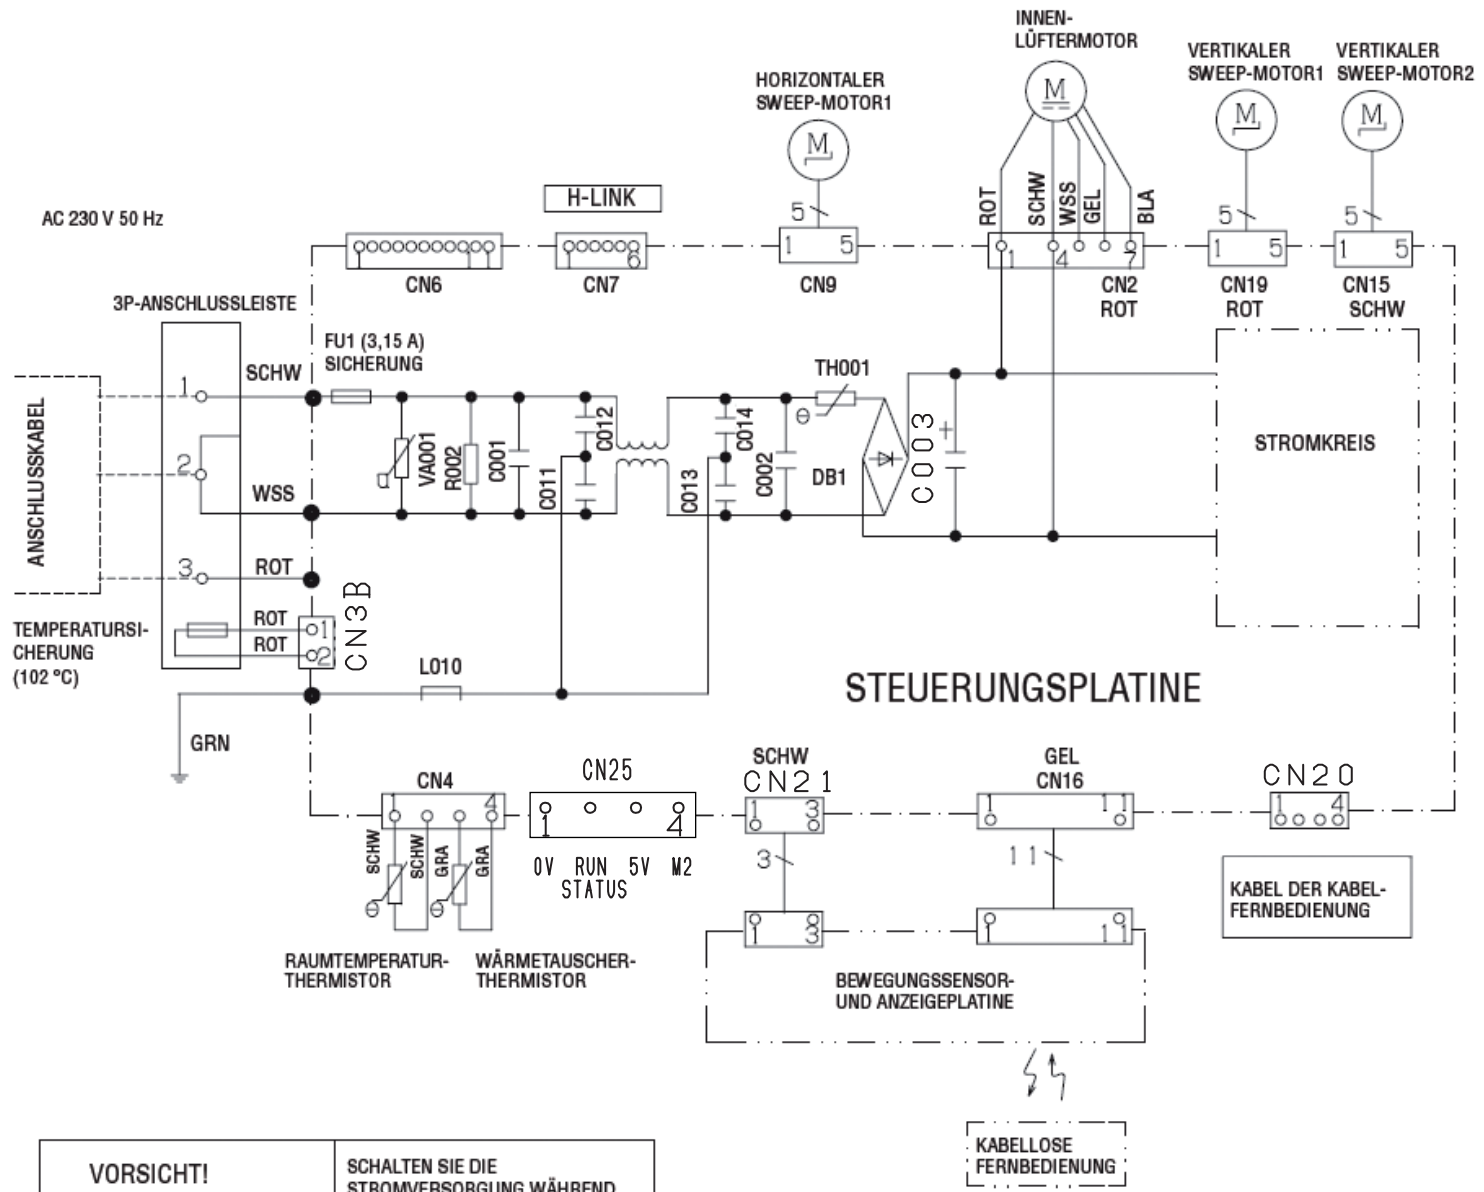 INNEN-
LÜFTERMOTOR
VERTIKALER
SWEEP-MOTOR1
VERTIKALER
SWEEP-MOTOR2
HORIZONTALER
SWEEP-MOTOR1
M
M
M
M
AC 230 V 50 Hz
H-LINK
ROT
SCHW
WSS
GEL
BLA
5
5
5
1 11
6
1 5
1 4 7
1 5
1 5
CN6
CN7
CN9
CN2
ROT
CN19
ROT
CN15
SCHW
3P-ANSCHLUSSLEISTE
FU1 (3,15 A)
SICHERUNG
TH001
θ
ANSCHLUSSKABEL
1
SCHW
2
WSS
3
ROT
VA001
R002
C001
C012
C011
C014
C013
C002
DB1
C003
+
STROMKREIS
TEMPERATURSI-
CHERUNG
(102 °C)
ROT
ROT
1
2
CN3B
L010
GRN
STEUERUNGSPLATINE
CN4
1 4
SCHW
SCHW
GRA
GRA
θ
θ
RAUMTEMPERATUR-
THERMISTOR
WÄRMETAUSCHER-
THERMISTOR
CN25
1 4
0V RUN 5V M2
STATUS
SCHW
CN21
1 3
3
1 3
GEL
CN16
1 11
11
1 11
CN20
1 4
KABEL DER KABEL-
FERNBEDIENUNG
BEWEGUNGSSENSOR-
UND ANZEIGEPLATINE
KABELLOSE
FERNBEDIENUNG
VORSICHT!
SCHALTEN SIE DIE
STROMVERSORGUNG WÄHREND